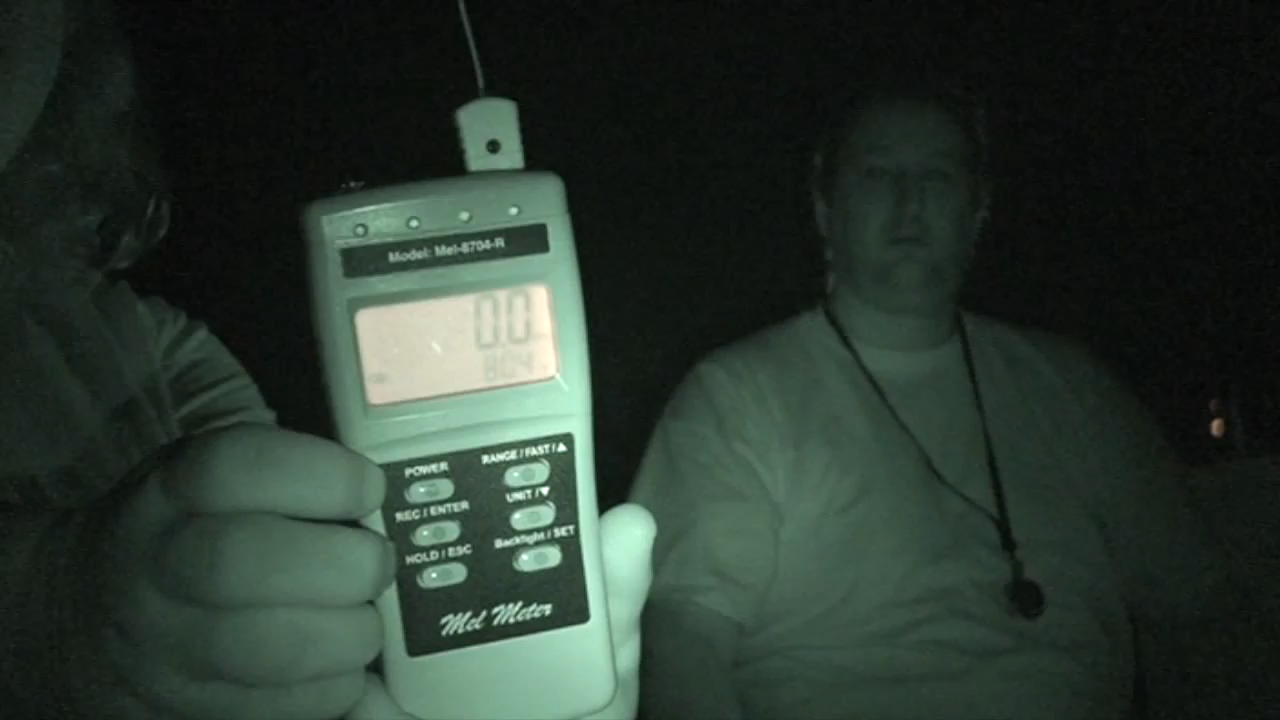 Model: Mel-8704-R
0.0
POWER
RANGE / FAST / ▲
REC / ENTER
UNIT / ▼
HOLD / ESC
Backlight / SET
Mel Meter